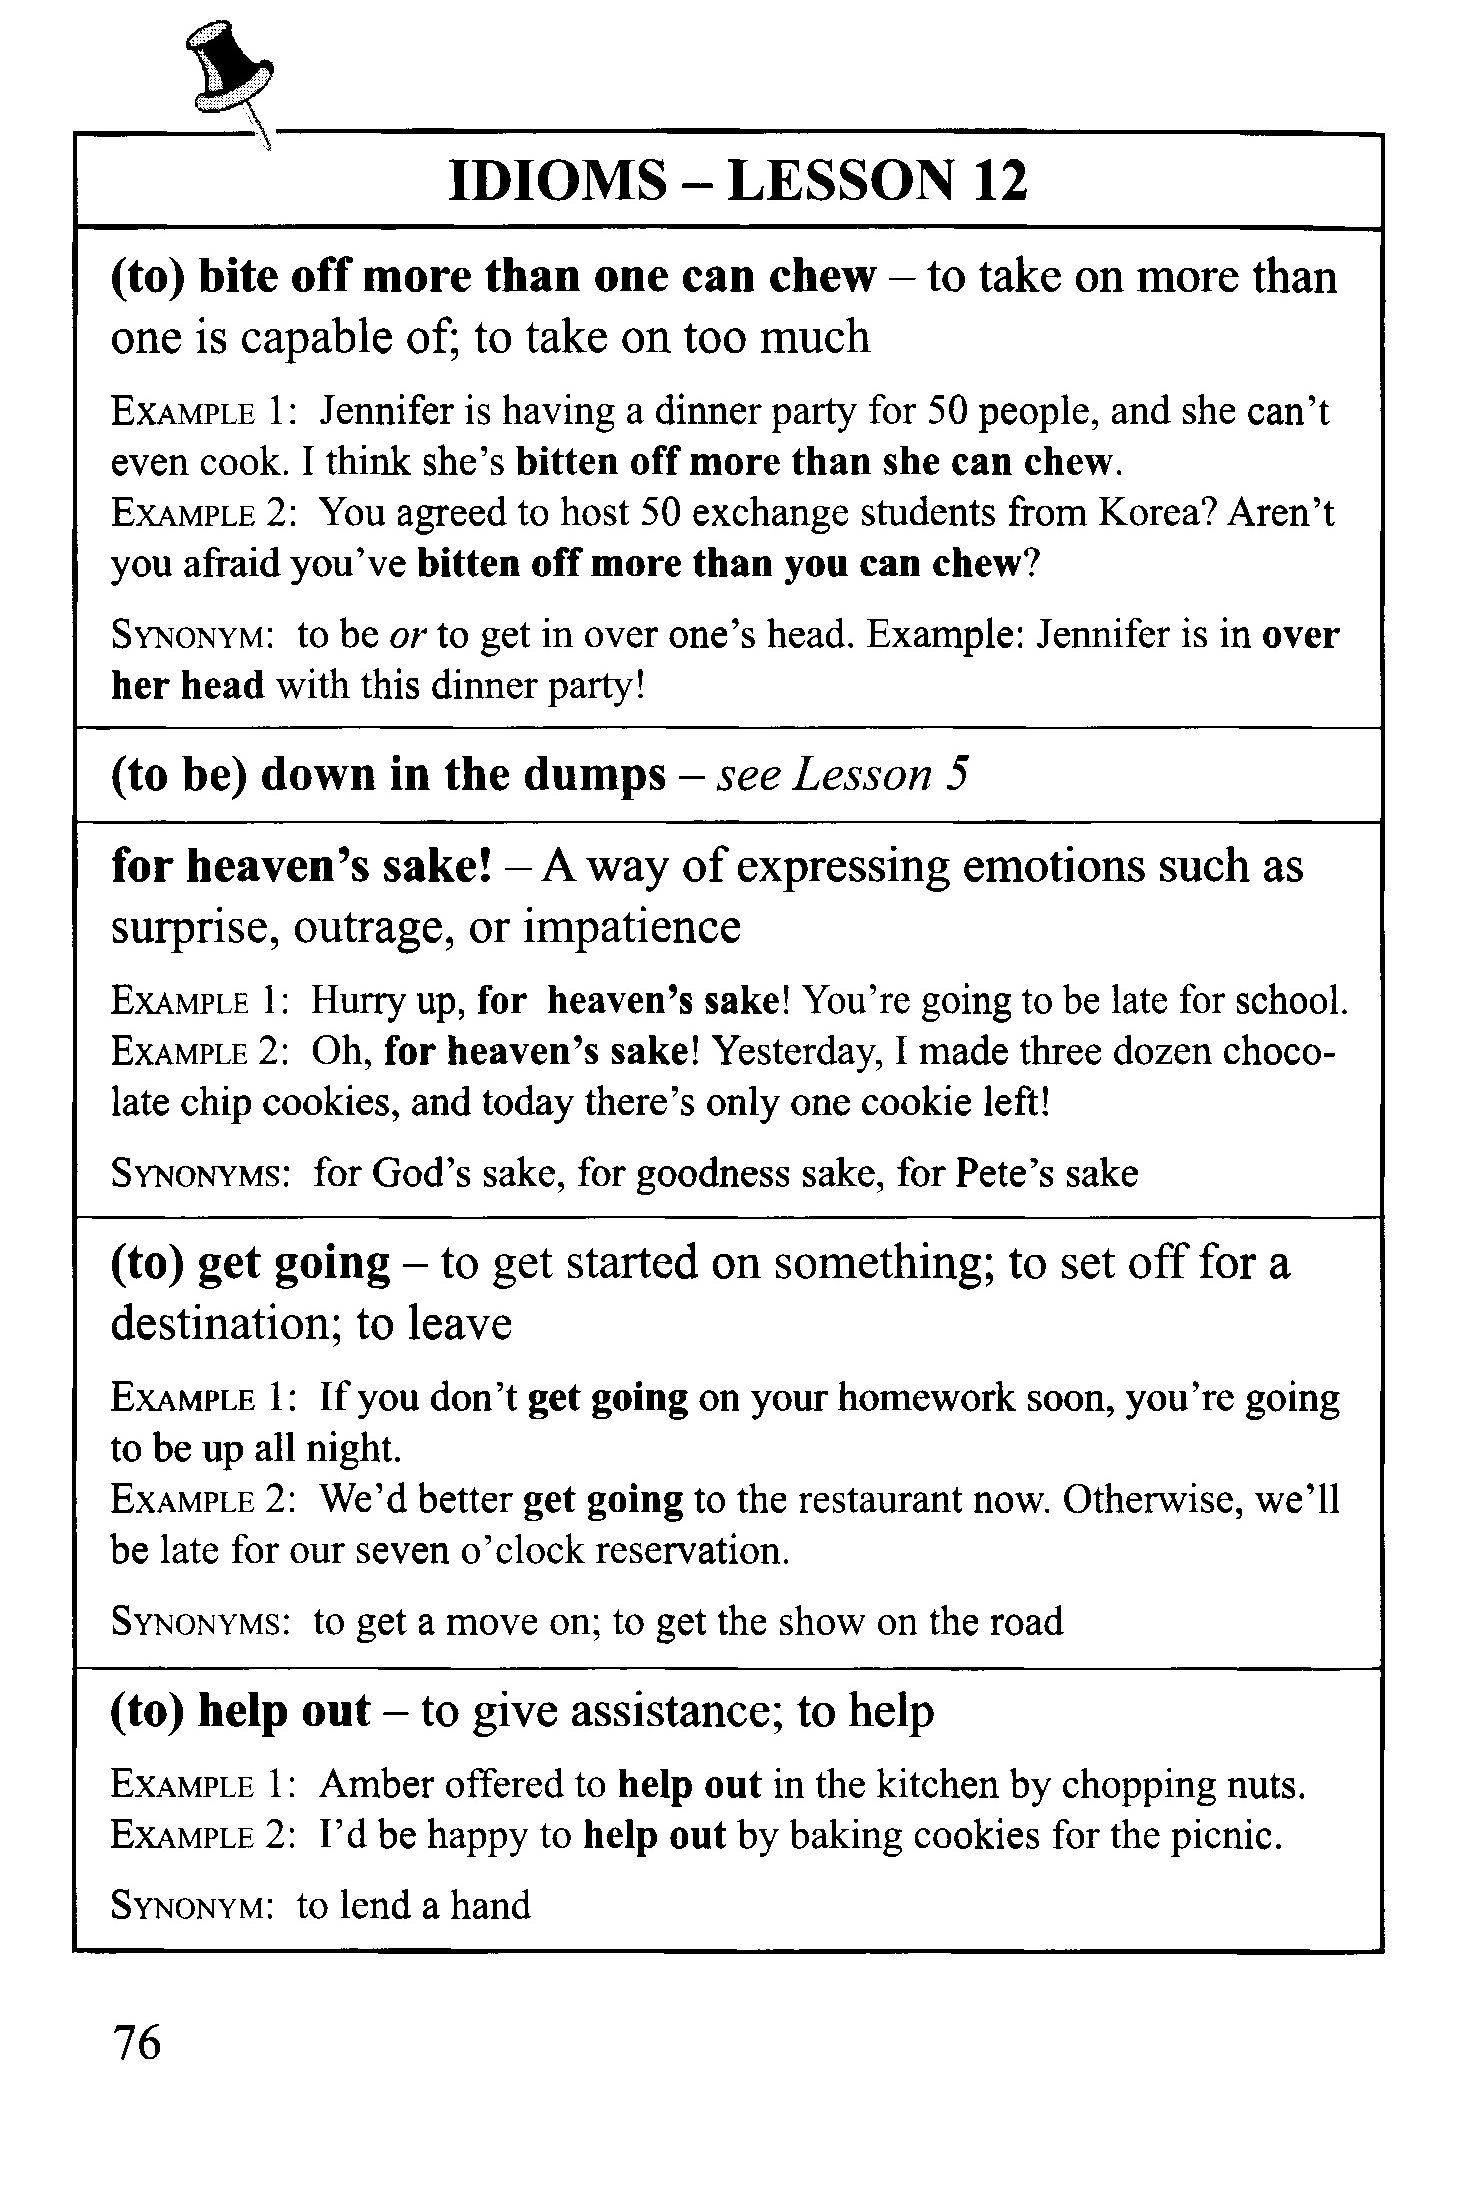 IDIOMS – LESSON 12
(to) bite off more than one can chew – to take on more than
one is capable of; to take on too much
EXAMPLE 1: Jennifer is having a dinner party for 50 people, and she can't
even cook. I think she's bitten off more than she can chew.
EXAMPLE 2: You agreed to host 50 exchange students from Korea? Aren't
you afraid you've bitten off more than you can chew?
SYNONYM: to be or to get in over one's head. Example: Jennifer is in over
her head with this dinner party!
(to be) down in the dumps – see Lesson 5
for heaven's sake! – A way of expressing emotions such as
surprise, outrage, or impatience
EXAMPLE 1: Hurry up, for heaven's sake! You're going to be late for school.
EXAMPLE 2: Oh, for heaven's sake! Yesterday, I made three dozen choco-
late chip cookies, and today there's only one cookie left!
SYNONYMS: for God's sake, for goodness sake, for Pete's sake
(to) get going – to get started on something; to set off for a
destination; to leave
EXAMPLE 1: If you don't get going on your homework soon, you're going
to be up all night.
EXAMPLE 2: We'd better get going to the restaurant now. Otherwise, we'll
be late for our seven o'clock reservation.
SYNONYMS: to get a move on; to get the show on the road
(to) help out – to give assistance; to help
EXAMPLE 1: Amber offered to help out in the kitchen by chopping nuts.
EXAMPLE 2: I'd be happy to help out by baking cookies for the picnic.
SYNONYM: to lend a hand
76